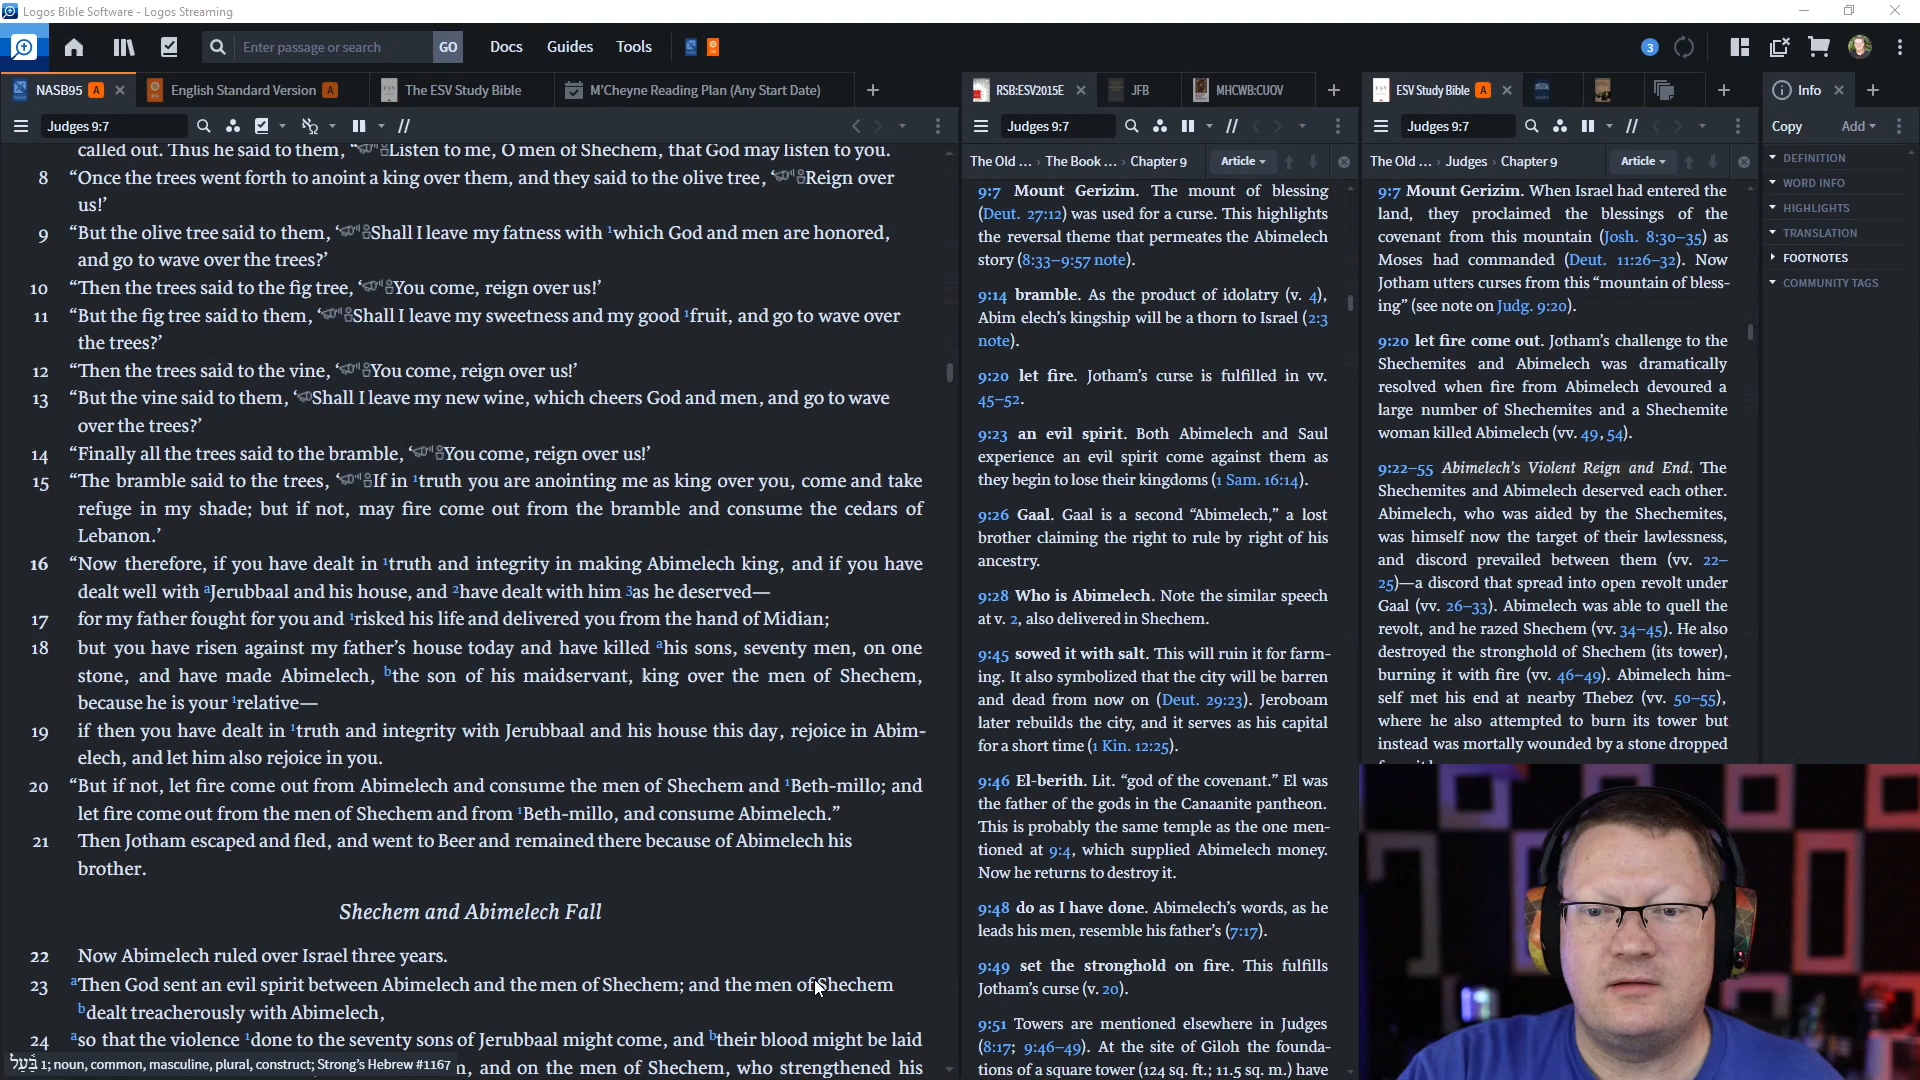 Logos Bible Software - Logos Streaming
Enter passage or search
GO
Docs
Guides
Tools
3
NASB95 A
English Standard Version A
The ESV Study Bible
M'Cheyne Reading Plan (Any Start Date)
Judges 9:7
called out. Thus he said to them, “Listen to me, O men of Shechem, that God may listen to you.
8 “Once the trees went forth to anoint a king over them, and they said to the olive tree, ‘Reign over
us!’
9 “But the olive tree said to them, ‘Shall I leave my fatness with 1which God and men are honored,
and go to wave over the trees?’
10 “Then the trees said to the fig tree, ‘You come, reign over us!’
11 “But the fig tree said to them, ‘Shall I leave my sweetness and my good 1fruit, and go to wave over
the trees?’
12 “Then the trees said to the vine, ‘You come, reign over us!’
13 “But the vine said to them, ‘Shall I leave my new wine, which cheers God and men, and go to wave
over the trees?’
14 “Finally all the trees said to the bramble, ‘You come, reign over us!’
15 “The bramble said to the trees, ‘If in 1truth you are anointing me as king over you, come and take
refuge in my shade; but if not, may fire come out from the bramble and consume the cedars of
Lebanon.’
16 “Now therefore, if you have dealt in 1truth and integrity in making Abimelech king, and if you have
dealt well with aJerubbaal and his house, and 2have dealt with him 3as he deserved—
17 for my father fought for you and 1risked his life and delivered you from the hand of Midian;
18 but you have risen against my father’s house today and have killed ahis sons, seventy men, on one
stone, and have made Abimelech, bthe son of his maidservant, king over the men of Shechem,
because he is your 1relative—
19 if then you have dealt in 1truth and integrity with Jerubbaal and his house this day, rejoice in Abim-
elech, and let him also rejoice in you.
20 “But if not, let fire come out from Abimelech and consume the men of Shechem and 1Beth-millo; and
let fire come out from the men of Shechem and from 1Beth-millo, and consume Abimelech.”
21 Then Jotham escaped and fled, and went to Beer and remained there because of Abimelech his
brother.
Shechem and Abimelech Fall
22 Now Abimelech ruled over Israel three years.
23 aThen God sent an evil spirit between Abimelech and the men of Shechem; and the men of Shechem
bdealt treacherously with Abimelech,
24 aso that the violence 1done to the seventy sons of Jerubbaal might come, and btheir blood might be laid
n, and on the men of Shechem, who strengthened his
1; noun, common, masculine, plural, construct; Strong’s Hebrew #1167
RSB:ESV2015E
JFB
MHCWB:CUOV
Judges 9:7
The Old ... › The Book ... › Chapter 9
Article
9:7 Mount Gerizim. The mount of blessing
(Deut. 27:12) was used for a curse. This highlights
the reversal theme that permeates the Abimelech
story (8:33–9:57 note).
9:14 bramble. As the product of idolatry (v. 4),
Abim elech’s kingship will be a thorn to Israel (2:3
note).
9:20 let fire. Jotham’s curse is fulfilled in vv.
45–52.
9:23 an evil spirit. Both Abimelech and Saul
experience an evil spirit come against them as
they begin to lose their kingdoms (1 Sam. 16:14).
9:26 Gaal. Gaal is a second “Abimelech,” a lost
brother claiming the right to rule by right of his
ancestry.
9:28 Who is Abimelech. Note the similar speech
at v. 2, also delivered in Shechem.
9:45 sowed it with salt. This will ruin it for farm-
ing. It also symbolized that the city will be barren
and dead from now on (Deut. 29:23). Jeroboam
later rebuilds the city, and it serves as his capital
for a short time (1 Kin. 12:25).
9:46 El-berith. Lit. “god of the covenant.” El was
the father of the gods in the Canaanite pantheon.
This is probably the same temple as the one men-
tioned at 9:4, which supplied Abimelech money.
Now he returns to destroy it.
9:48 do as I have done. Abimelech’s words, as he
leads his men, resemble his father’s (7:17).
9:49 set the stronghold on fire. This fulfills
Jotham’s curse (v. 20).
9:51 Towers are mentioned elsewhere in Judges
(8:17; 9:46–49). At the site of Giloh the founda-
tions of a square tower (124 sq. ft.; 11.5 sq. m.) have
ESV Study Bible A
Judges 9:7
The Old ... › Judges › Chapter 9
Article
9:7 Mount Gerizim. When Israel had entered the
land, they proclaimed the blessings of the
covenant from this mountain (Josh. 8:30–35) as
Moses had commanded (Deut. 11:26–32). Now
Jotham utters curses from this “mountain of bless-
ing” (see note on Judg. 9:20).
9:20 let fire come out. Jotham’s challenge to the
Shechemites and Abimelech was dramatically
resolved when fire from Abimelech devoured a
large number of Shechemites and a Shechemite
woman killed Abimelech (vv. 49, 54).
9:22–55 Abimelech’s Violent Reign and End. The
Shechemites and Abimelech deserved each other.
Abimelech, who was aided by the Shechemites,
was himself now the target of their lawlessness,
and discord prevailed between them (vv. 22–
25)—a discord that spread into open revolt under
Gaal (vv. 26–33). Abimelech was able to quell the
revolt, and he razed Shechem (vv. 34–45). He also
destroyed the stronghold of Shechem (its tower),
burning it with fire (vv. 46–49). Abimelech him-
self met his end at nearby Thebez (vv. 50–55),
where he also attempted to burn its tower but
instead was mortally wounded by a stone dropped
Info
Copy
Add
DEFINITION
WORD INFO
HIGHLIGHTS
TRANSLATION
FOOTNOTES
COMMUNITY TAGS